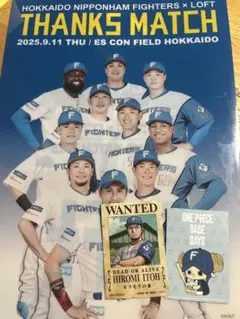 HOKKAIDO NIPPONHAM FIGHTERS × LOFT
THANKS MATCH
2025.9.11 THU / ES CON FIELD HOKKAIDO
FIGHTERS
WANTED
DEAD OR ALIVE
HIROMI ITOH
ONE PIECE
BASE
DAYS